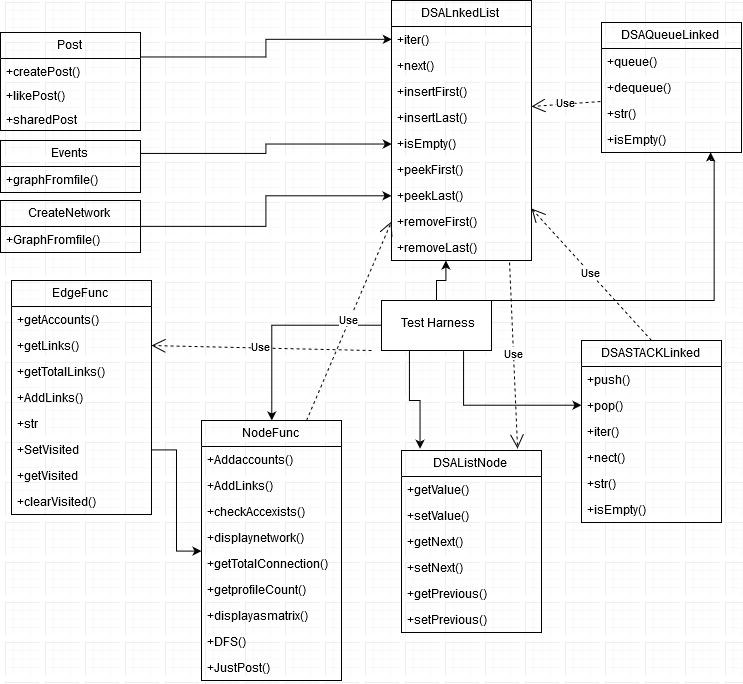 Post
+createPost()
+likePost()
+sharedPost
Events
+graphFromfile()
CreateNetwork
+GraphFromfile()
DSALnkedList
+iter()
+next()
+insertFirst()
+insertLast()
+isEmpty()
+peekFirst()
+peekLast()
+removeFirst()
+removeLast()
DSAQueueLinked
+queue()
+dequeue()
+str()
+isEmpty()
Use
Use
Use
Use
Use
Test Harness
EdgeFunc
+getAccounts()
+getLinks()
+getTotalLinks()
+AddLinks()
+str
+SetVisited
+getVisited
+clearVisited()
NodeFunc
+Addaccounts()
+AddLinks()
+checkAccexists()
+displaynetwork()
+getTotalConnection()
+getprofileCount()
+displayasmatrix()
+DFS()
+JustPost()
DSAListNode
+getValue()
+setValue()
+getNext()
+setNext()
+getPrevious()
+setPrevious()
DSASTACKLinked
+push()
+pop()
+iter()
+nect()
+str()
+isEmpty()